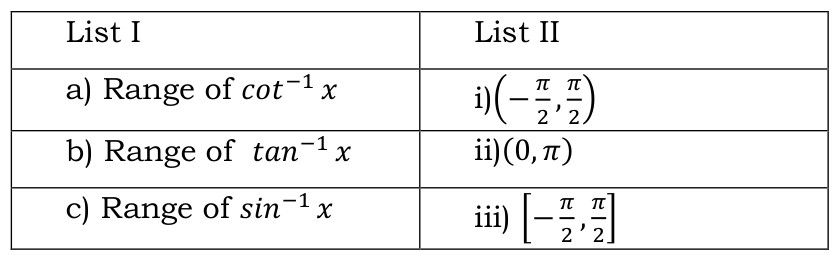 List I List II
a) Range of cot⁻¹ x i)(−π/2, π/2)
b) Range of tan⁻¹ x ii)(0, π)
c) Range of sin⁻¹ x iii) [−π/2, π/2]